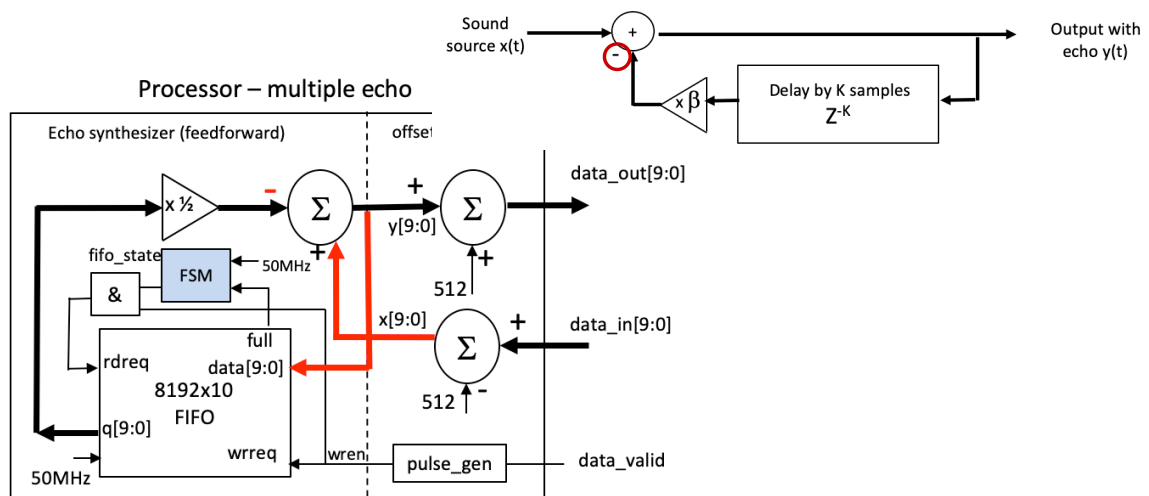 Sound
source x(t)
+
-
Output with
echo y(t)
x β
Delay by K samples
Z-K
Processor – multiple echo
Echo synthesizer (feedforward)
offset
x ½
-
Σ
+
+
Σ
y[9:0]
data_out[9:0]
+
512
fifo_state
FSM
50MHz
&
full
x[9:0]
+
Σ
data_in[9:0]
-
512
rdreq
data[9:0]
8192x10
FIFO
q[9:0]
wrreq
wren
pulse_gen
data_valid
50MHz